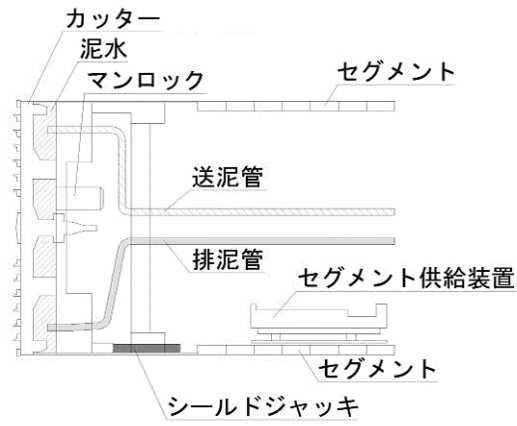 カッター
泥水
マンロック
セグメント
送泥管
排泥管
セグメント供給装置
セグメント
シールドジャッキ